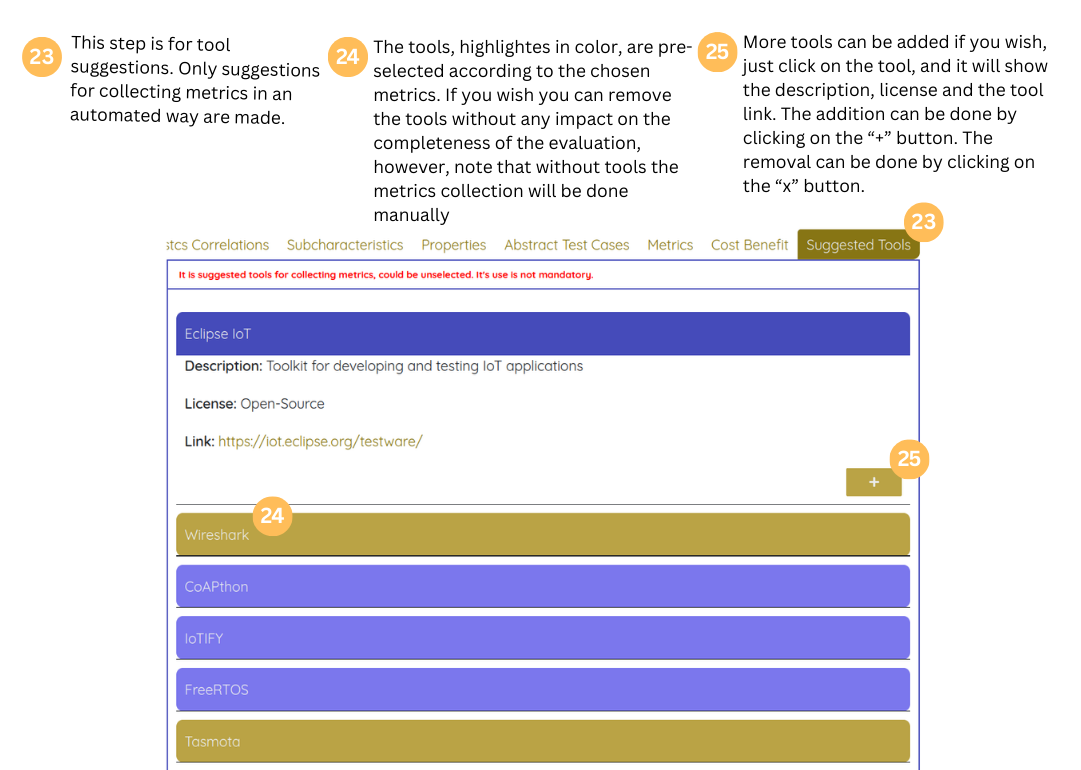 23
This step is for tool
suggestions. Only suggestions
for collecting metrics in an
automated way are made.
24
The tools, highlightes in color, are pre-
selected according to the chosen
metrics. If you wish you can remove
the tools without any impact on the
completeness of the evaluation,
however, note that without tools the
metrics collection will be done
manually
25
More tools can be added if you wish,
just click on the tool, and it will show
the description, license and the tool
link. The addition can be done by
clicking on the “+” button. The
removal can be done by clicking on
the “x” button.
23
stcs Correlations Subcharacteristics Properties Abstract Test Cases Metrics Cost Benefit Suggested Tools
It is suggested tools for collecting metrics, could be unselected. It's use is not mandatory.
Eclipse IoT
Description: Toolkit for developing and testing IoT applications
License: Open-Source
Link: https://iot.eclipse.org/testware/
25
+
24
Wireshark
CoAPthon
IoTIFY
FreeRTOS
Tasmota